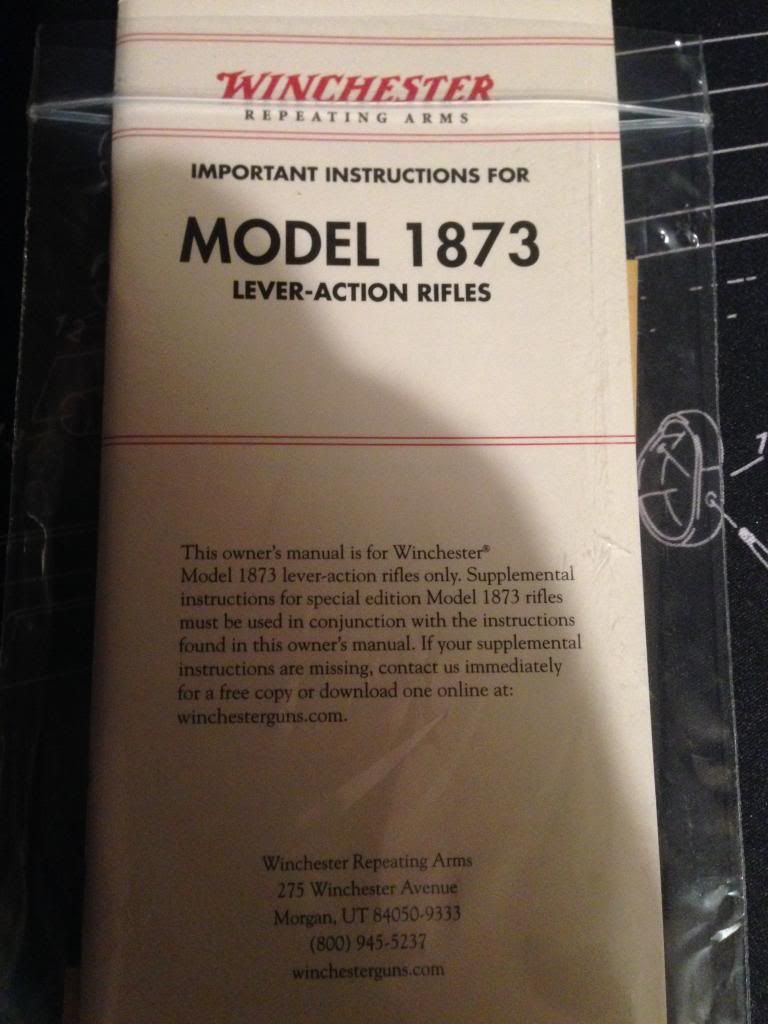 WINCHESTER
REPEATING ARMS
IMPORTANT INSTRUCTIONS FOR
MODEL 1873
LEVER-ACTION RIFLES
12
1
This owner's manual is for Winchester®
Model 1873 lever-action rifles only. Supplemental
instructions for special edition Model 1873 rifles
must be used in conjunction with the instructions
found in this owner's manual. If your supplemental
instructions are missing, contact us immediately
for a free copy or download one online at:
winchesterguns.com.
Winchester Repeating Arms
275 Winchester Avenue
Morgan, UT 84050-9333
(800) 945-5237
winchesterguns.com